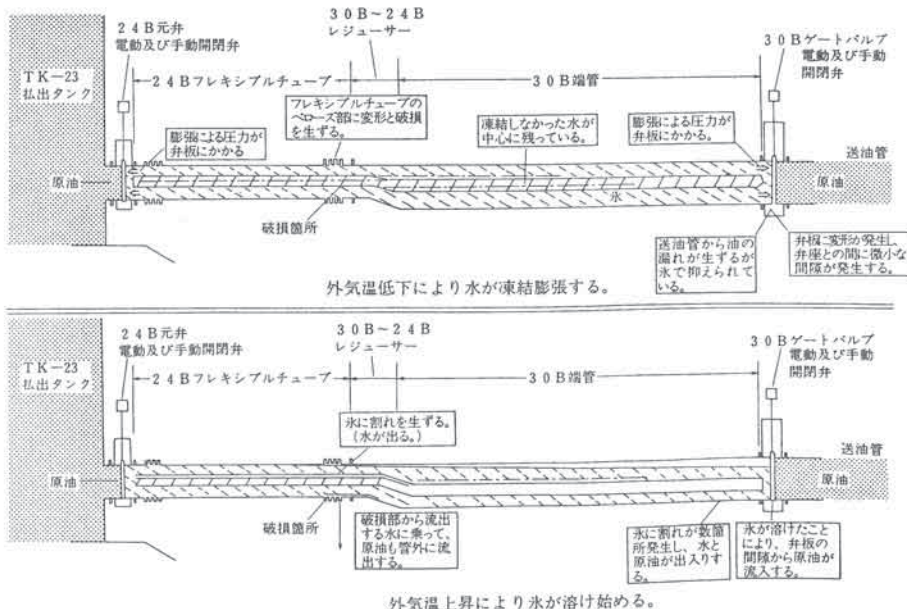 24B元弁
電動及び手動開閉弁
30B～24B
レジューサー
30Bゲートバルブ
電動及び手動
開閉弁
TK-23
払出タンク
24Bフレキシブルチューブ
30B端管
フレキシブルチューブの
ベローズ部に変形と破損
を生ずる。
膨張による圧力が
弁板にかかる
凍結しなかった水が
中心に残っている。
膨張による圧力が
弁板にかかる。
送油管
原油
原油
氷
破損箇所
送油管から油の
漏れが生ずるが
氷で抑えられて
いる。
弁板に変形が発生し、
弁座との間に微小な
間隙が発生する。
外気温低下により水が凍結膨張する。
24B元弁
電動及び手動開閉弁
30B～24B
レジューサー
30Bゲートバルブ
電動及び手動
開閉弁
TK-23
払出タンク
24Bフレキシブルチューブ
30B端管
氷に割れを生ずる。
(水が出る。)
送油管
原油
原油
破損箇所
破損部から流出
する水に乗って、
原油も管外に流
出する。
氷に割れが数箇
所発生し、水と
原油が出入りす
る。
氷が溶けたこと
により、弁板の
間隙から原油が
流入する。
外気温上昇により氷が溶け始める。